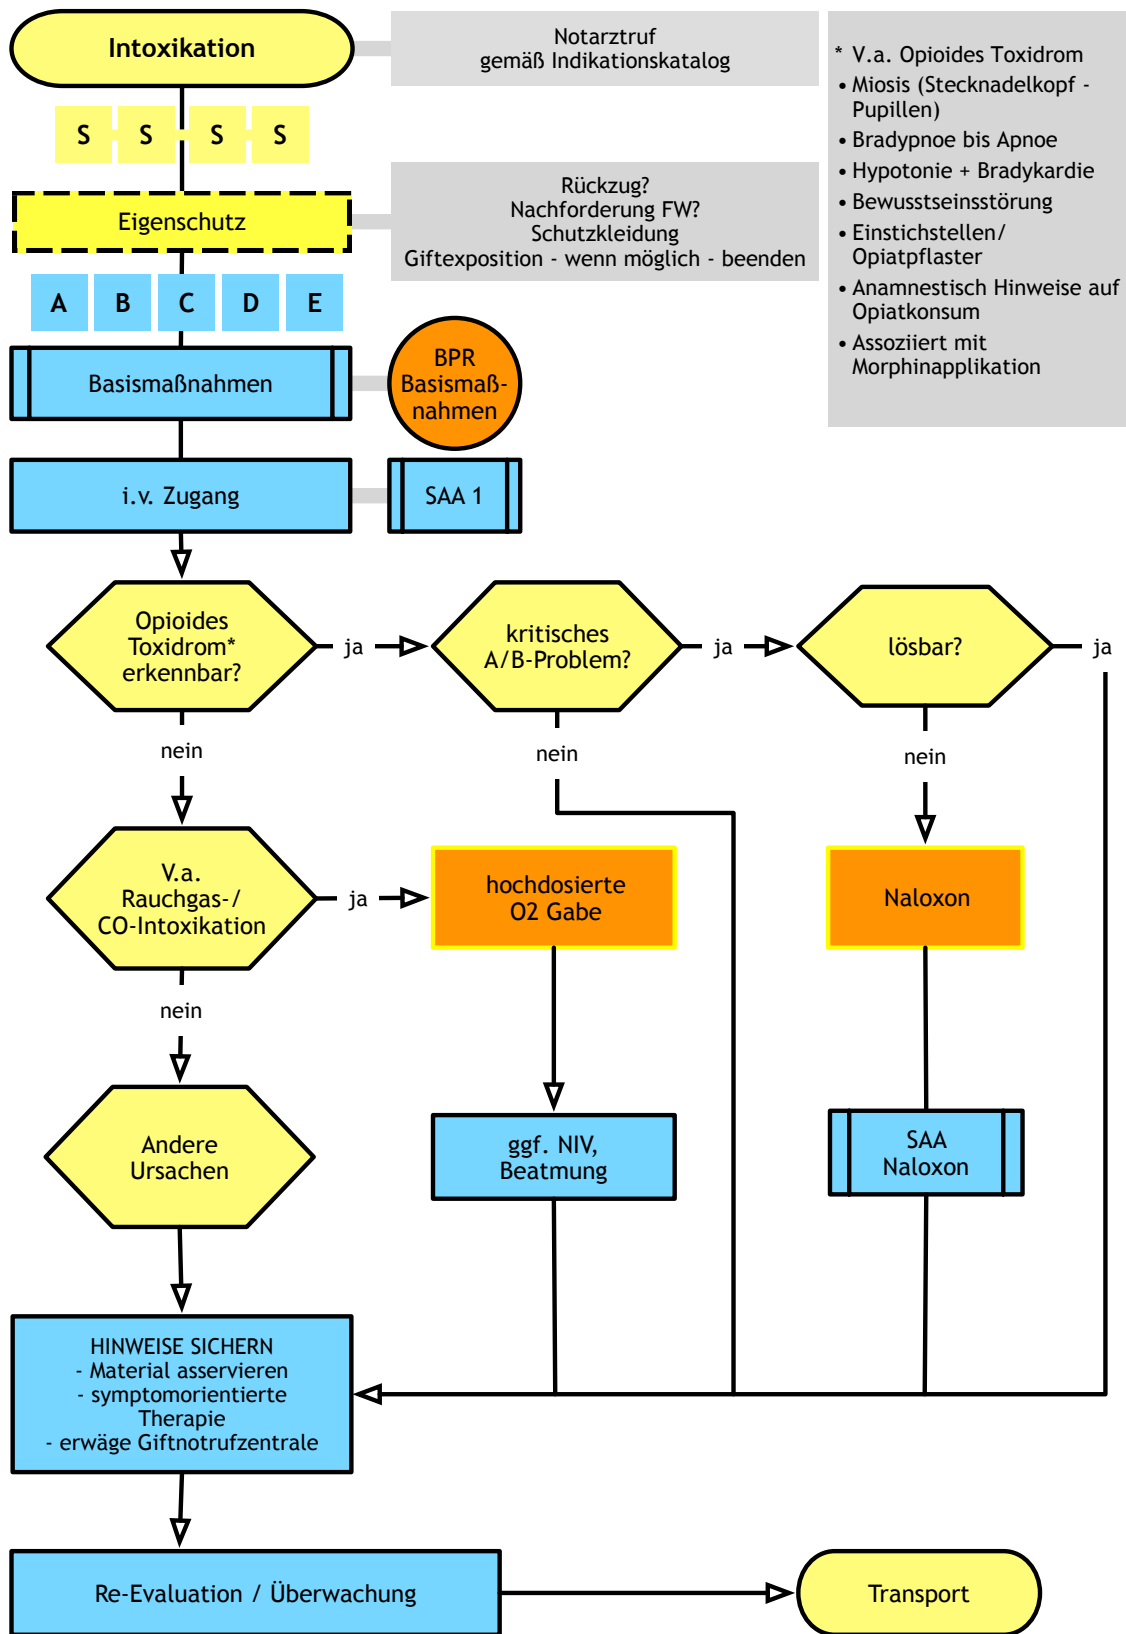 Intoxikation
Notarztruf
gemäß Indikationskatalog
* V.a. Opioides Toxidrom
• Miosis (Stecknadelkopf -
Pupillen)
• Bradypnoe bis Apnoe
• Hypotonie + Bradykardie
• Bewusstseinsstörung
• Einstichstellen/
Opiatpflaster
• Anamnestisch Hinweise auf
Opiatkonsum
• Assoziiert mit
Morphinapplikation
S S S S
Eigenschutz
Rückzug?
Nachforderung FW?
Schutzkleidung
Giftexposition - wenn möglich - beenden
A B C D E
Basismaßnahmen
BPR
Basismaß-
nahmen
i.v. Zugang
SAA 1
Opioides
Toxidrom*
erkennbar?
ja
kritisches
A/B-Problem?
ja
lösbar?
ja
nein
nein
nein
V.a.
Rauchgas-/
CO-Intoxikation
ja
hochdosierte
O2 Gabe
Naloxon
nein
Andere
Ursachen
ggf. NIV,
Beatmung
SAA
Naloxon
HINWEISE SICHERN
- Material asservieren
- symptomorientierte
Therapie
- erwäge Giftnotrufzentrale
Re-Evaluation / Überwachung
Transport